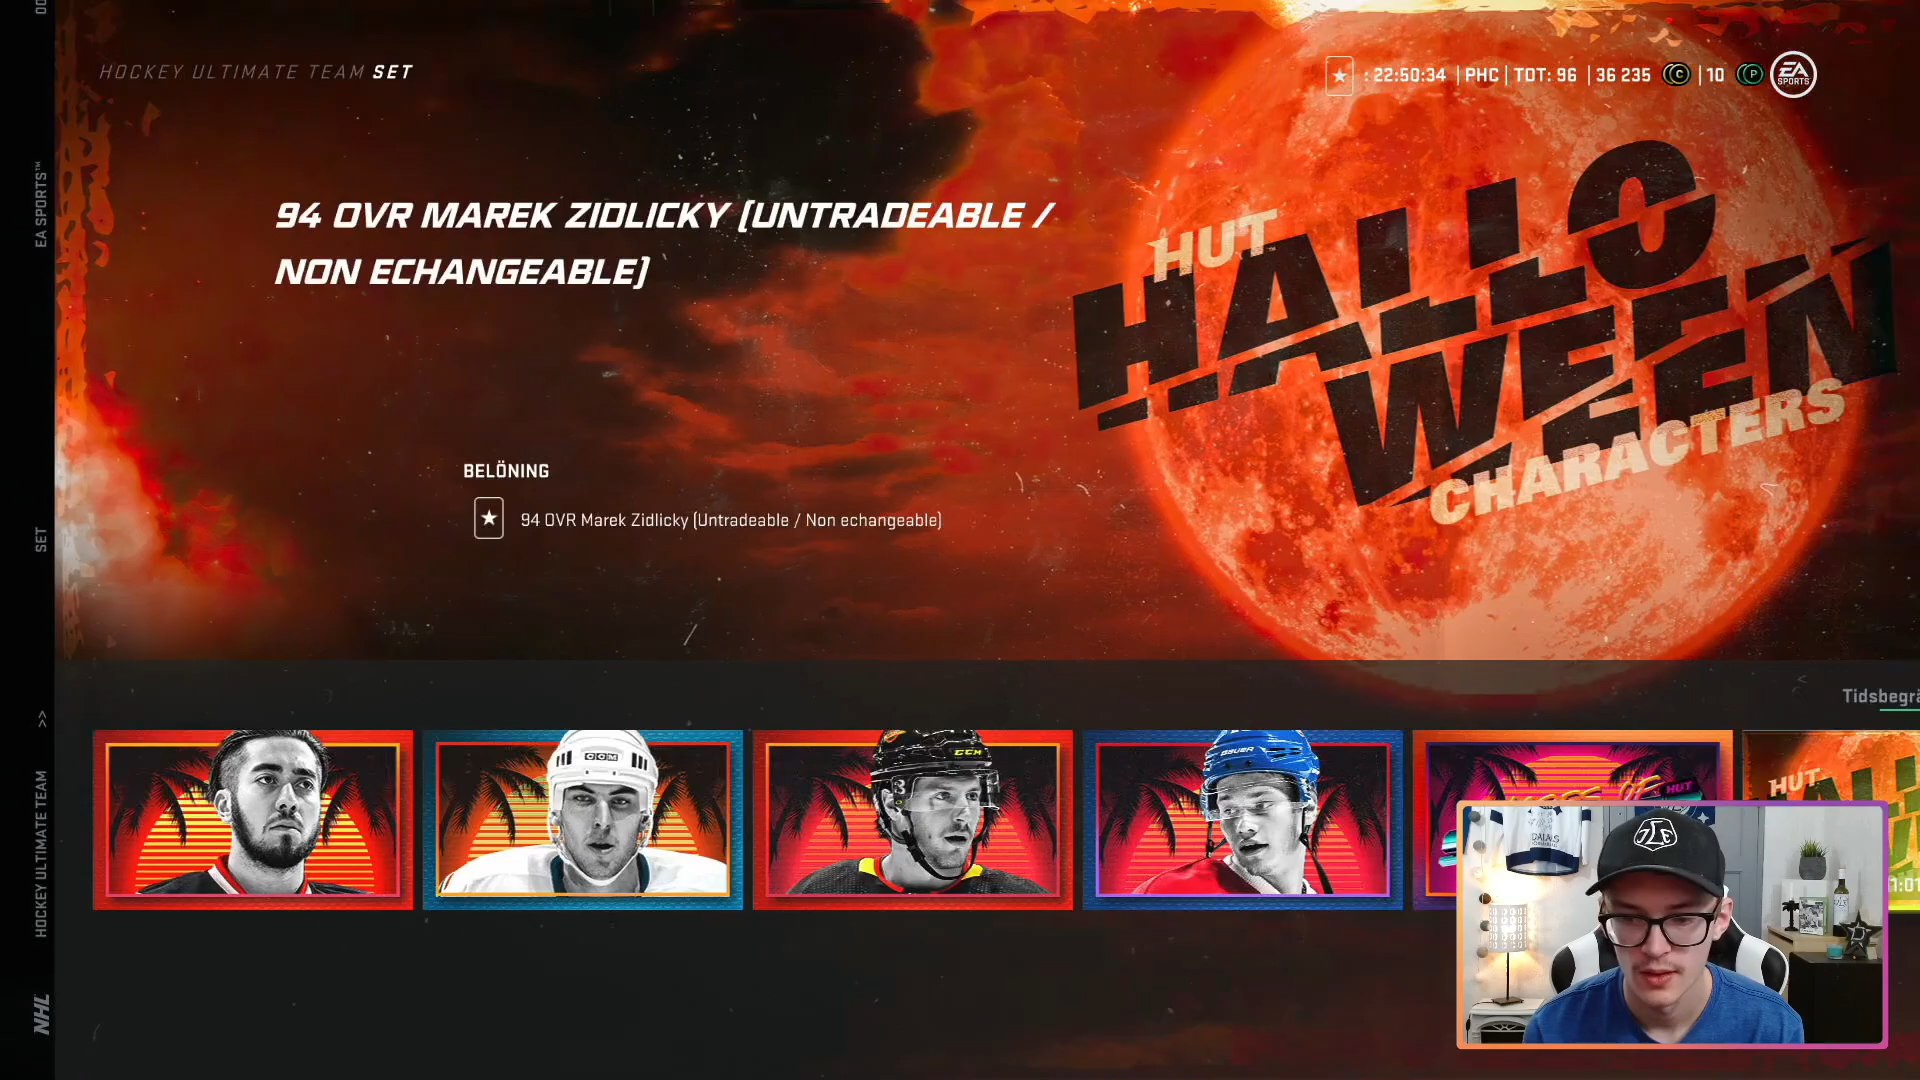 HOCKEY ULTIMATE TEAM SET
: 22:50:34 | PHC | TOT: 96 | 36 235 C | 10 P
EA SPORTS
94 OVR MAREK ZIDLICKY (UNTRADEABLE /
NON ECHANGEABLE)
HUT
HALLO
WEEN
CHARACTERS
BELÖNING
94 OVR Marek Zidlicky (Untradeable / Non echangeable)
EA SPORTS™
SET
>>
HOCKEY ULTIMATE TEAM
NHL
Tidsbegrä
CCM
CCM
BAUER
HUT
HUT